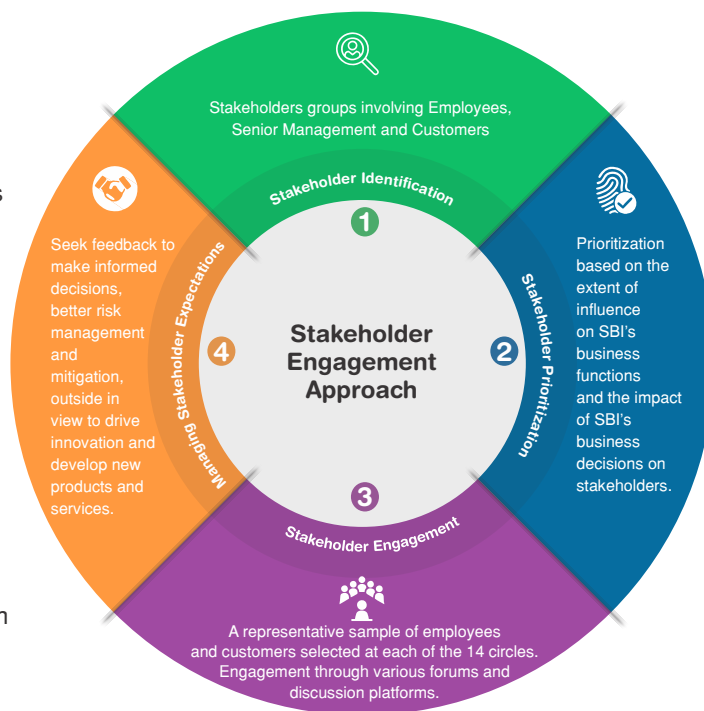 Stakeholders groups involving Employees,
Senior Management and Customers
Stakeholder Identification
1
Prioritization
based on the
extent of
influence
on SBI's
business
functions
and the impact
of SBI's
business
decisions on
stakeholders.
Stakeholder Prioritization
2
Stakeholder
Engagement
Approach
3
Stakeholder Engagement
A representative sample of employees
and customers selected at each of the 14 circles.
Engagement through various forums and
discussion platforms.
Seek feedback to
make informed
decisions,
better risk
management
and
mitigation,
outside in
view to drive
innovation and
develop new
products and
services.
Managing Stakeholder Expectations
4
s